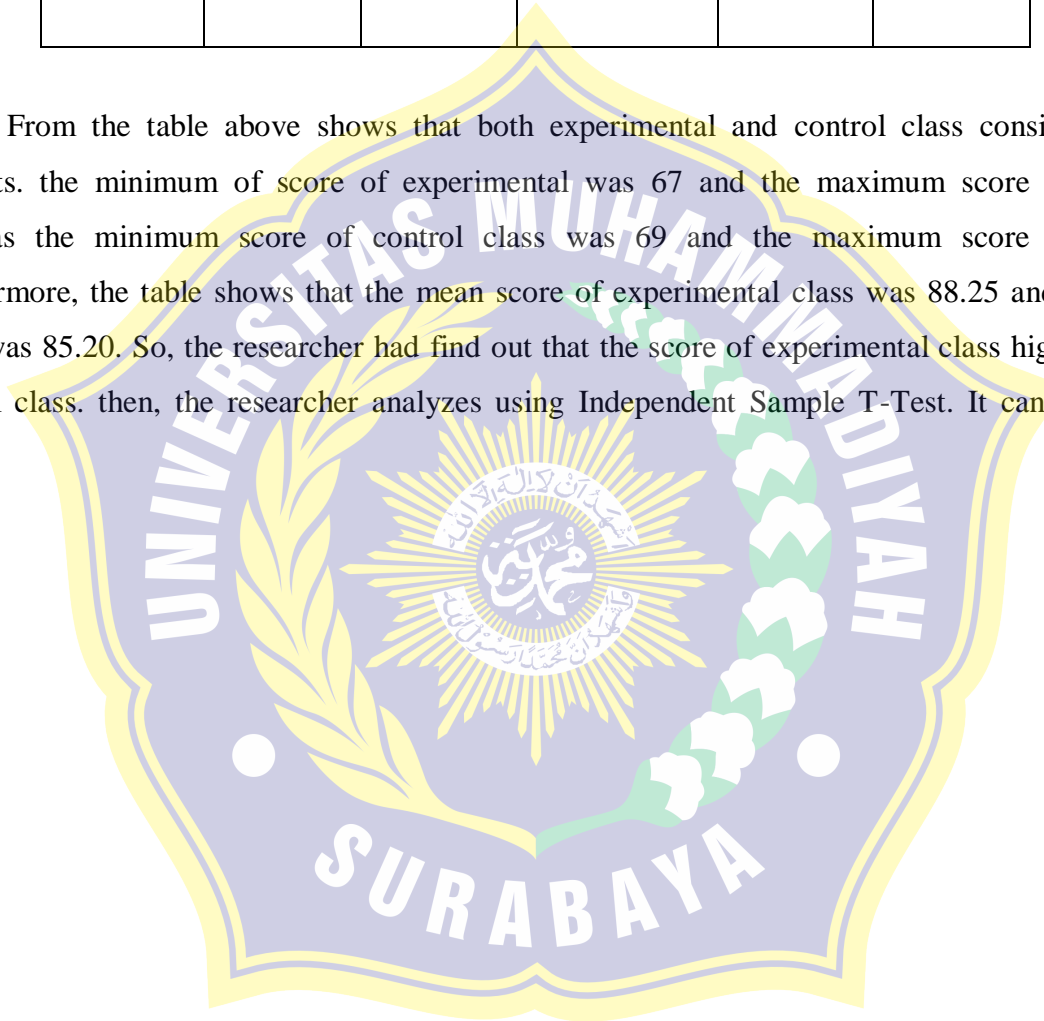 From the table above shows that both experimental and control class consi
ts. the minimum of score of experimental was 67 and the maximum score
as the minimum score of control class was 69 and the maximum score
rmore, the table shows that the mean score of experimental class was 88.25 and
was 85.20. So, the researcher had find out that the score of experimental class hig
l class. then, the researcher analyzes using Independent Sample T-Test. It can
UNIVERSITAS MUHAMMADIYAH
SURABAYA